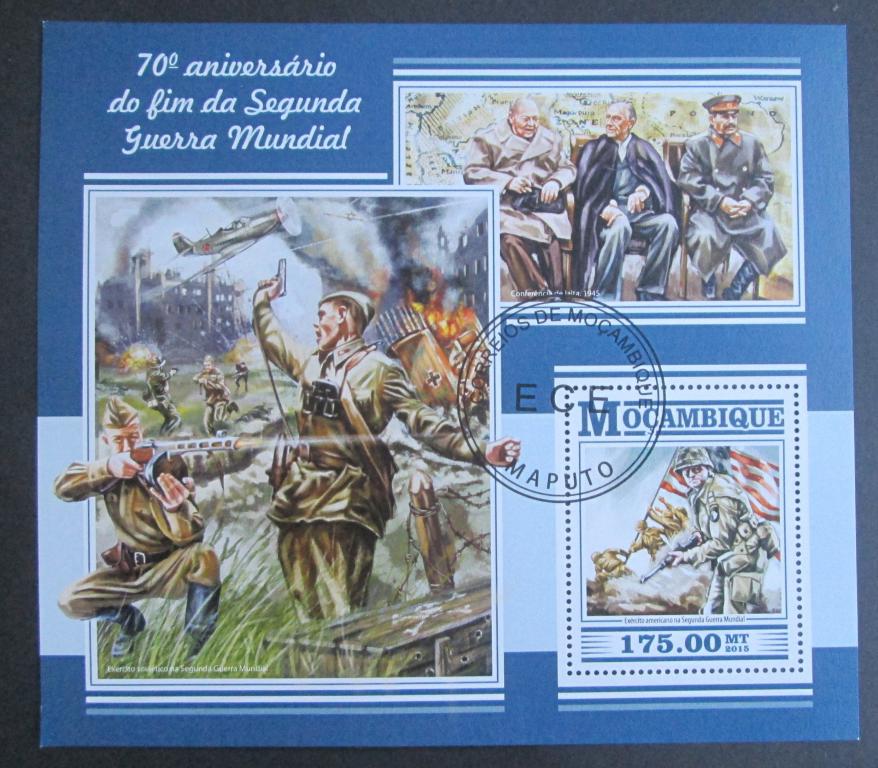 70º aniversário
do fim da Segunda
Guerra Mundial
Conferência de Ialta, 1945
CORREIOS DE MOÇAMBIQUE
ECE
MAPUTO
MOÇAMBIQUE
Exército americano na Segunda Guerra Mundial
175.00 MT
2015
Exército soviético na Segunda Guerra Mundial